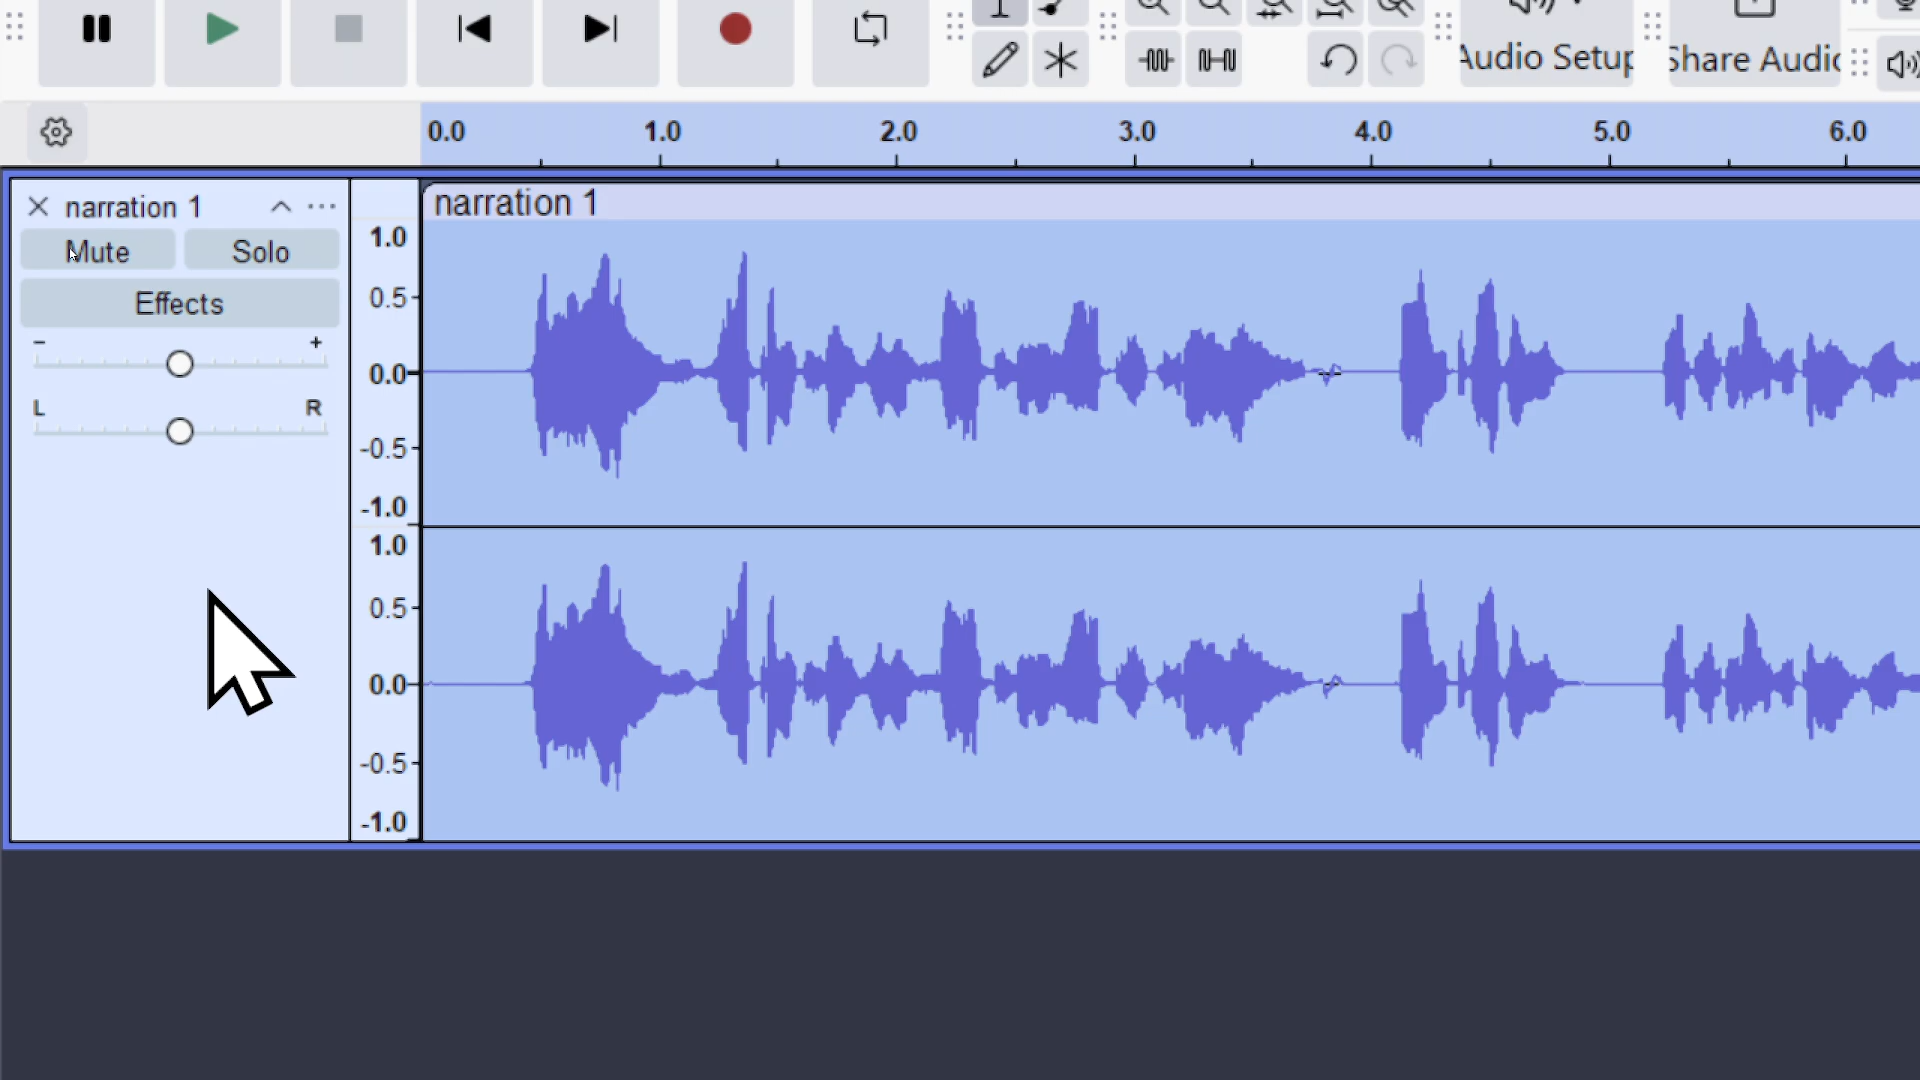 Audio Setup
Share Audio
0.0 1.0 2.0 3.0 4.0 5.0 6.0
narration 1
narration 1
Mute Solo
Effects
- +
L R
1.0
0.5
0.0
-0.5
-1.0
1.0
0.5
0.0
-0.5
-1.0